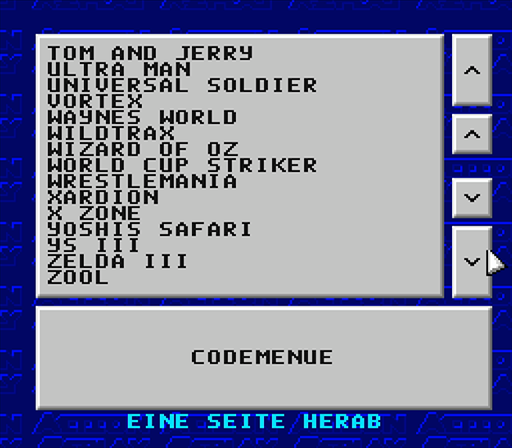 TOM AND JERRY
ULTRA MAN
UNIVERSAL SOLDIER
VORTEX
WAYNES WORLD
WILDTRAX
WIZARD OF OZ
WORLD CUP STRIKER
WRESTLEMANIA
XARDION
X ZONE
YOSHIS SAFARI
YS III
ZELDA III
ZOOL
CODEMENUE
EINE SEITE HERAB